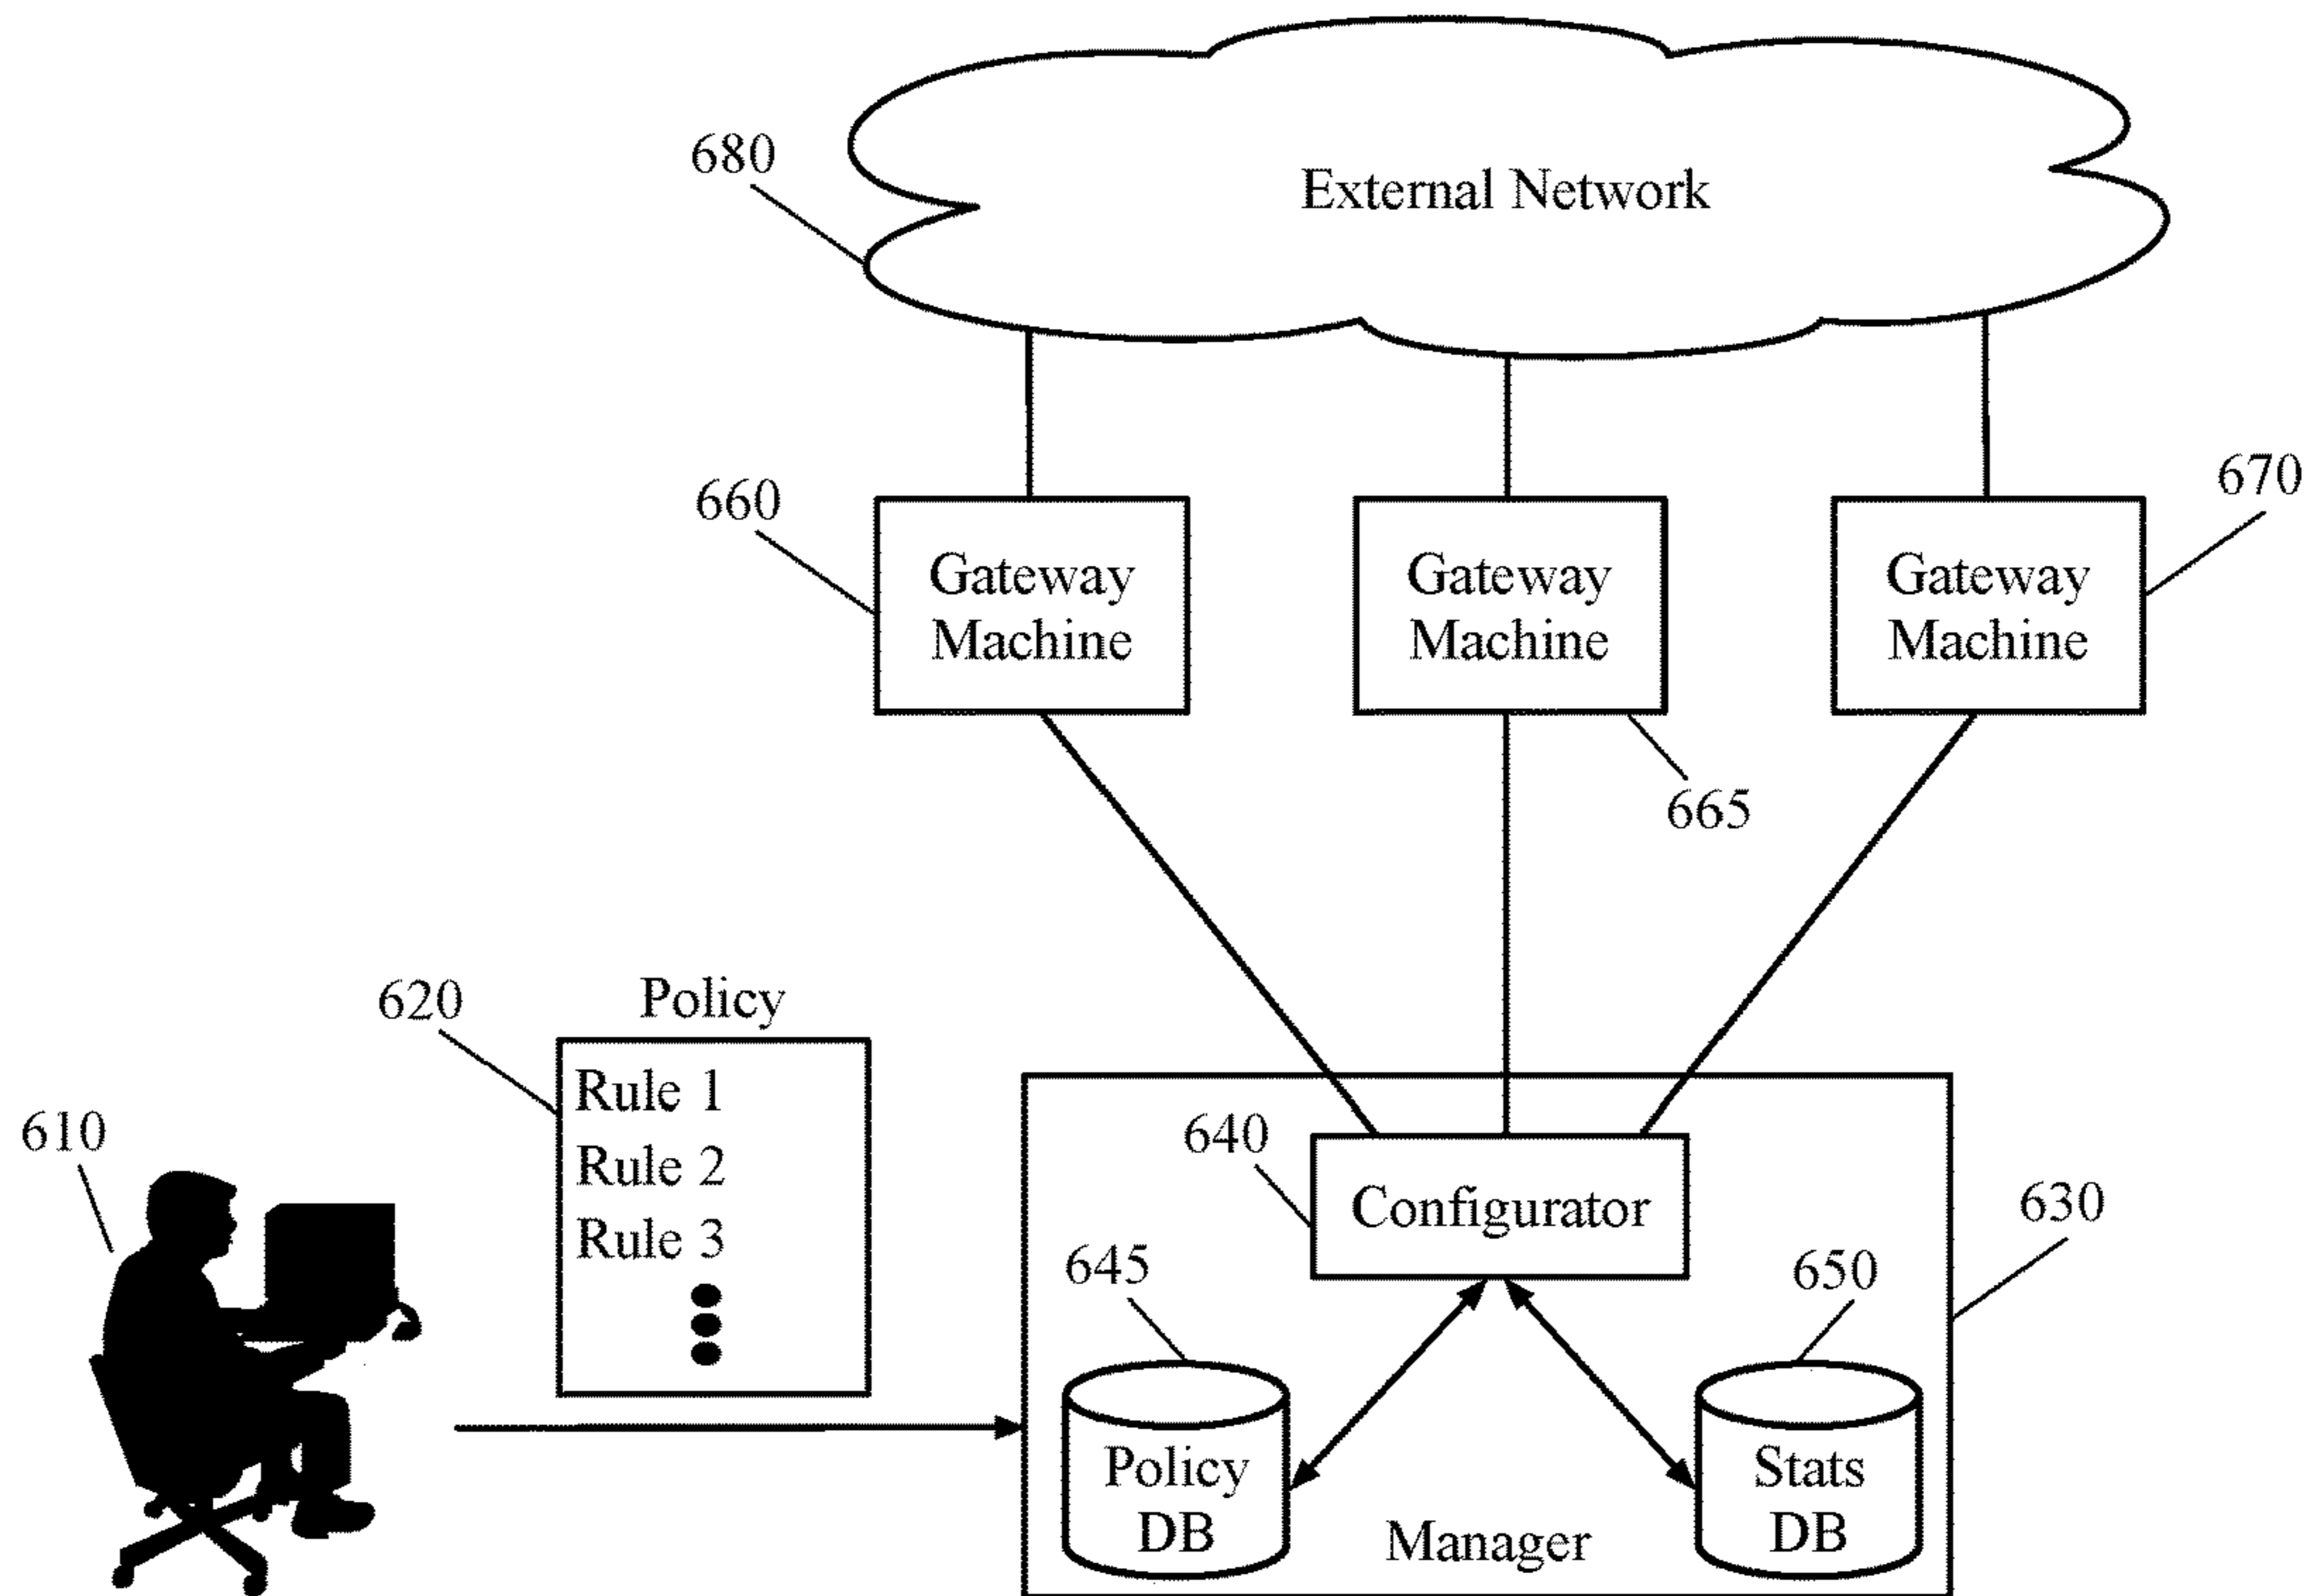 680
External Network
660
670
Gateway
Machine
Gateway
Machine
Gateway
Machine
665
620
Policy
Rule 1
Rule 2
Rule 3
610
640
Configurator
630
645
650
Policy
DB
Stats
DB
Manager